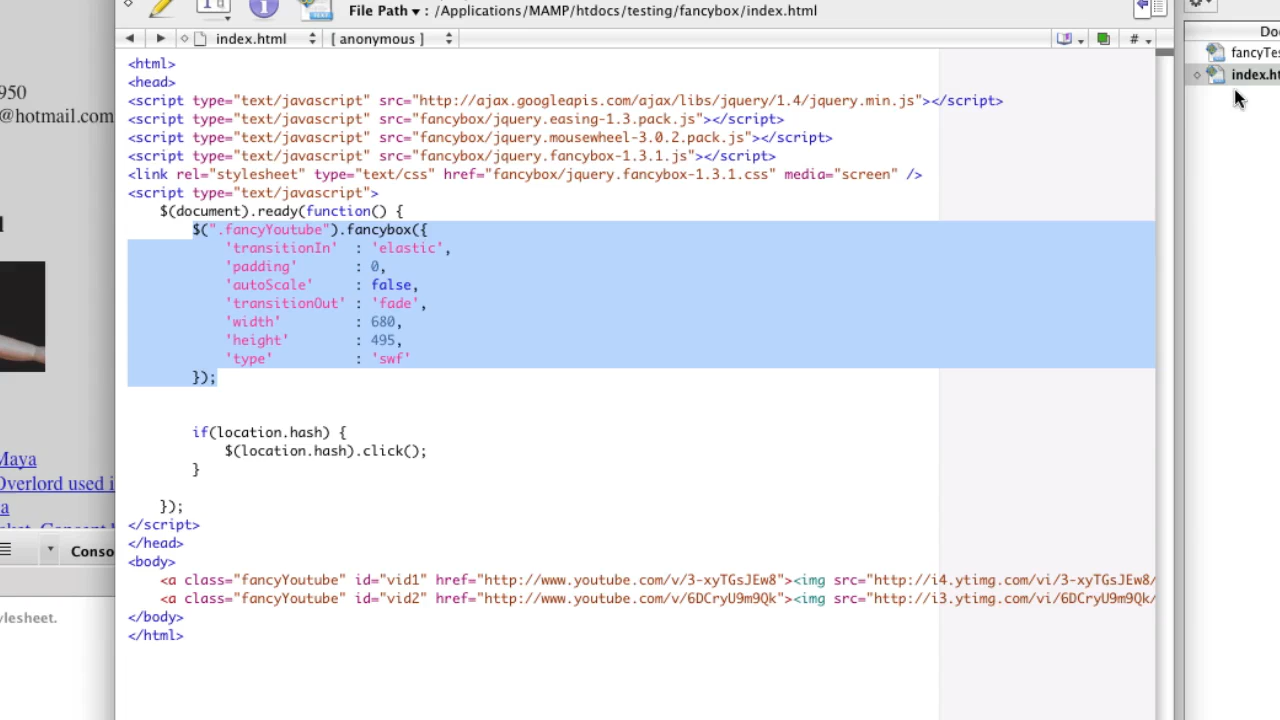 File Path ▾ : /Applications/MAMP/htdocs/testing/fancybox/index.html
index.html [ anonymous ] #
<html>
<head>
<script type="text/javascript" src="http://ajax.googleapis.com/ajax/libs/jquery/1.4/jquery.min.js"></script>
<script type="text/javascript" src="fancybox/jquery.easing-1.3.pack.js"></script>
<script type="text/javascript" src="fancybox/jquery.mousewheel-3.0.2.pack.js"></script>
<script type="text/javascript" src="fancybox/jquery.fancybox-1.3.1.js"></script>
<link rel="stylesheet" type="text/css" href="fancybox/jquery.fancybox-1.3.1.css" media="screen" />
<script type="text/javascript">
$(document).ready(function() {
$(".fancyYoutube").fancybox({
'transitionIn' : 'elastic',
'padding' : 0,
'autoScale' : false,
'transitionOut' : 'fade',
'width' : 680,
'height' : 495,
'type' : 'swf'
});
if(location.hash) {
$(location.hash).click();
}
});
</script>
</head>
<body>
<a class="fancyYoutube" id="vid1" href="http://www.youtube.com/v/3-xyTGsJEw8"><img src="http://i4.ytimg.com/vi/3-xyTGsJEw8/
<a class="fancyYoutube" id="vid2" href="http://www.youtube.com/v/6DCryU9m9Qk"><img src="http://i3.ytimg.com/vi/6DCryU9m9Qk/
</body>
</html>
950
@hotmail.com
Maya
Overlord used i
a
Conso
ylesheet.
Do
fancyTes
index.ht